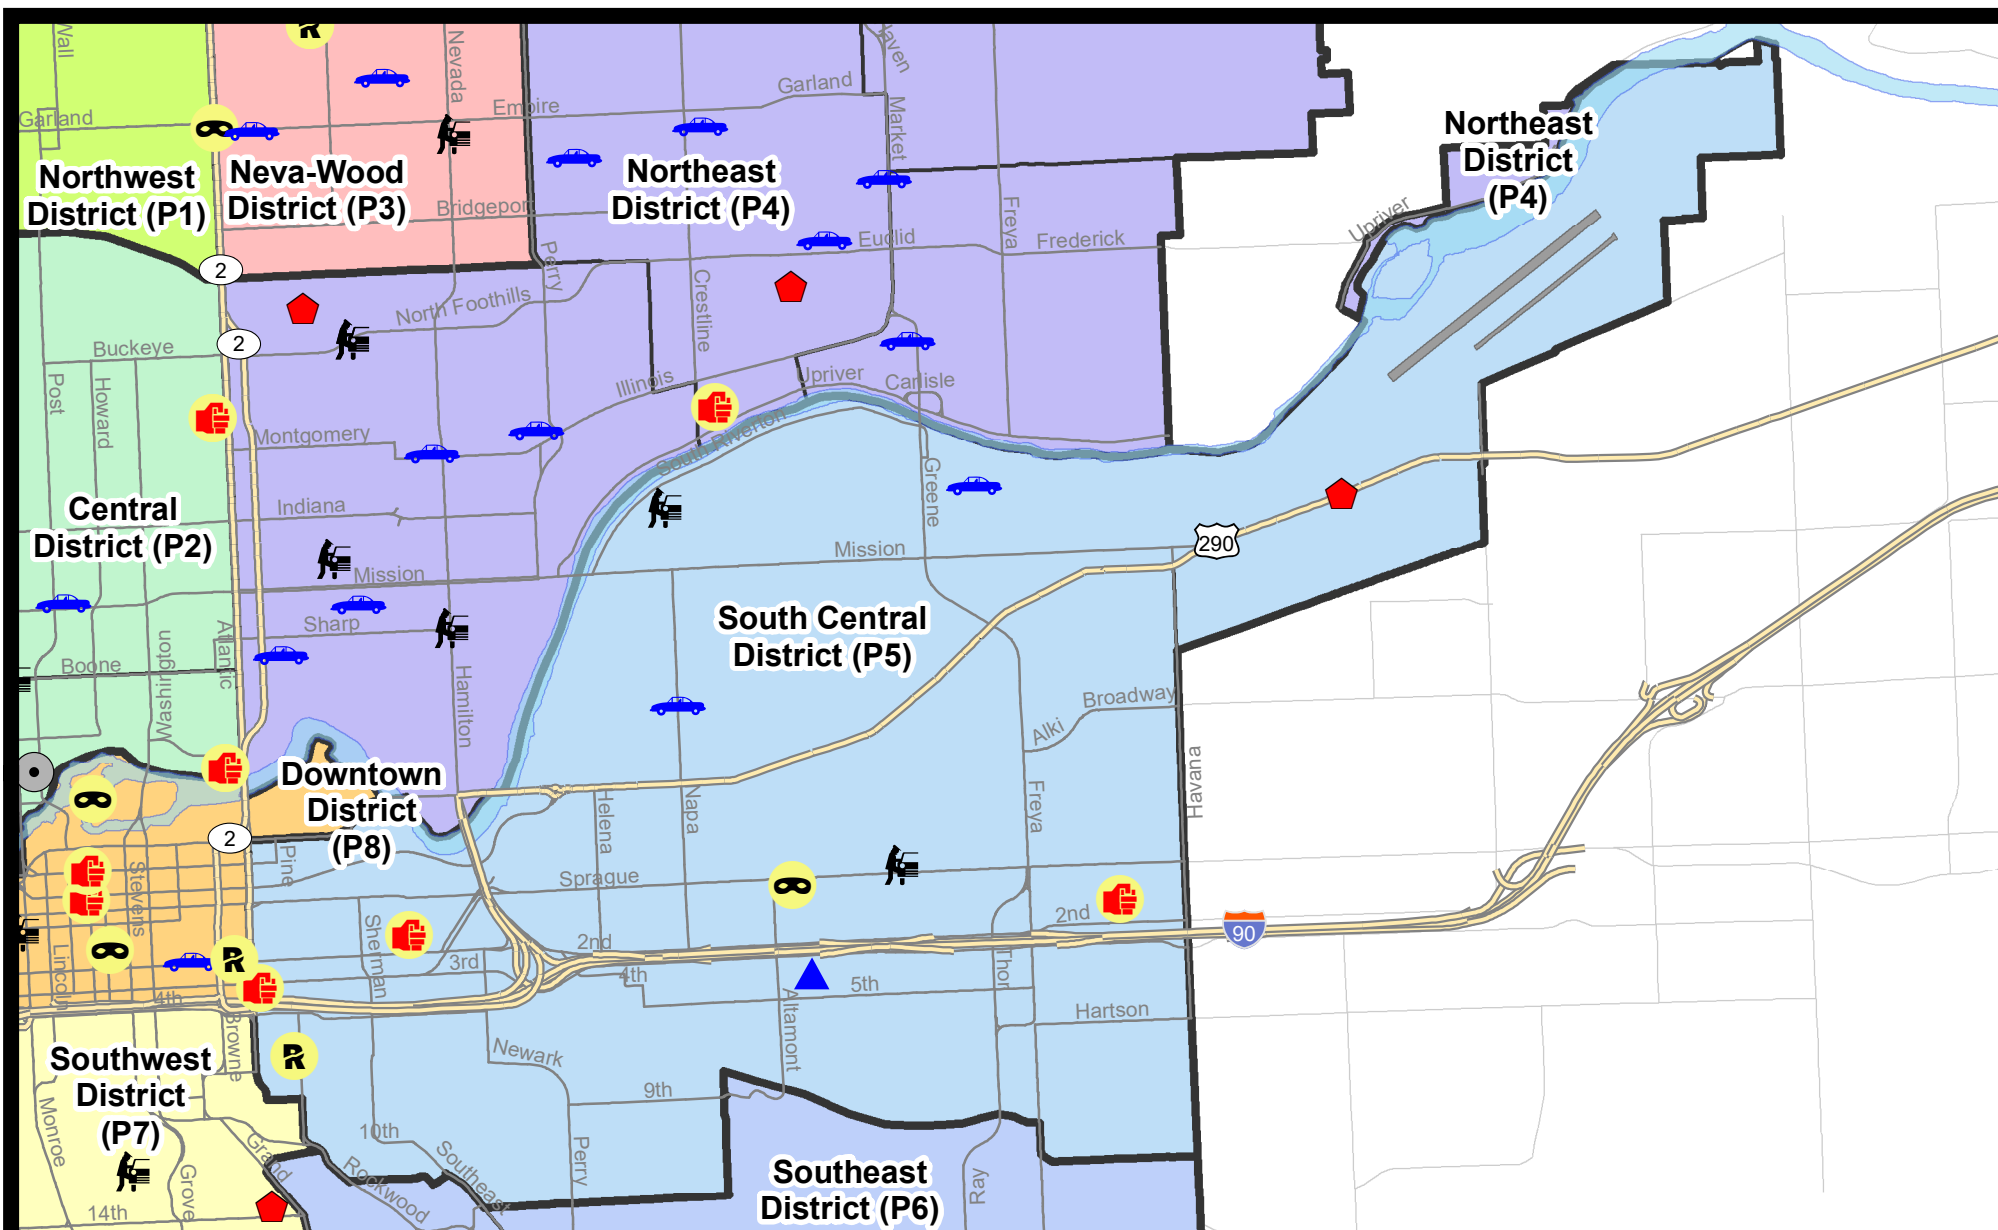 Wall
Nevada
Haven
Garland
Empire
Garland
Market
Northwest
District (P1)
Neva-Wood
District (P3)
Northeast
District (P4)
Northeast
District
(P4)
Bridgeport
Perry
Euclid
Freya
Frederick
Upriver
2
North Foothills
Crestline
2
Buckeye
Post
Howard
Illinois
Upriver
Carlisle
Montgomery
South Riverton
Greene
Indiana
Central
District (P2)
Mission
290
Mission
Sharp
South Central
District (P5)
Boone
Washington
Atlantic
Hamilton
Broadway
Alki
Havana
Downtown
District
(P8)
Helena
Napa
Freya
2
Pine
Stevens
Sprague
Sherman
2nd
2nd
90
Lincoln
3rd
4th
5th
Thor
4th
Altamont
Hartson
Browne
Southwest
District
(P7)
Newark
9th
Monroe
10th
Grand
Rockwood
Southeast
Perry
Grove
14th
Ray
Southeast
District (P6)